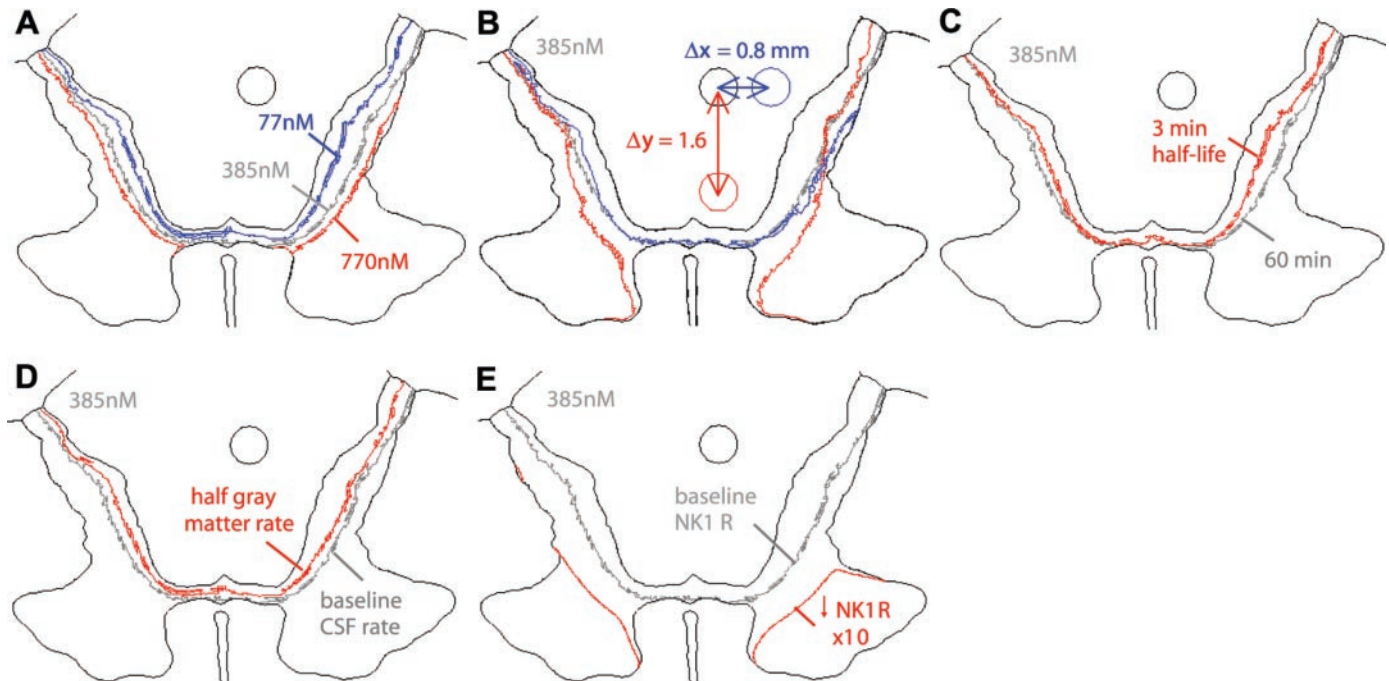 A
77nM
385nM
770nM
B
385nM
Δx = 0.8 mm
Δy = 1.6
C
385nM
3 min
half-life
60 min
D
385nM
half gray
matter rate
baseline
CSF rate
E
385nM
baseline
NK1 R
↓ NK1R
x10